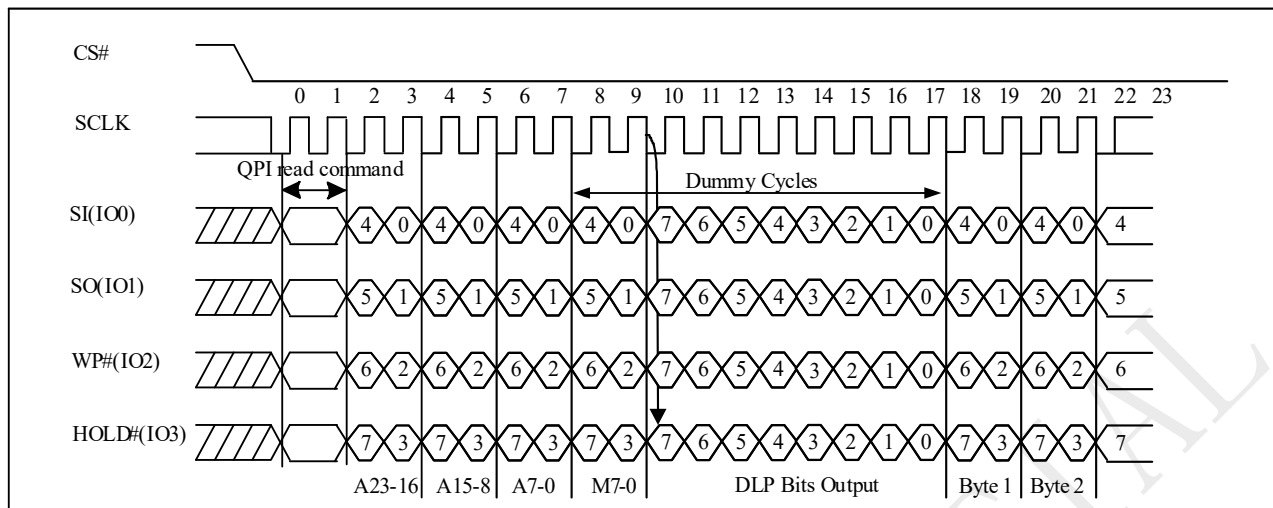 CS#
0 1 2 3 4 5 6 7 8 9 10 11 12 13 14 15 16 17 18 19 20 21 22 23
SCLK
QPI read command
Dummy Cycles
SI(IO0) 4 0 4 0 4 0 4 0 7 6 5 4 3 2 1 0 4 0 4 0 4
SO(IO1) 5 1 5 1 5 1 5 1 7 6 5 4 3 2 1 0 5 1 5 1 5
WP#(IO2) 6 2 6 2 6 2 6 2 7 6 5 4 3 2 1 0 6 2 6 2 6
HOLD#(IO3) 7 3 7 3 7 3 7 3 7 6 5 4 3 2 1 0 7 3 7 3 7
A23-16 A15-8 A7-0 M7-0 DLP Bits Output Byte 1 Byte 2